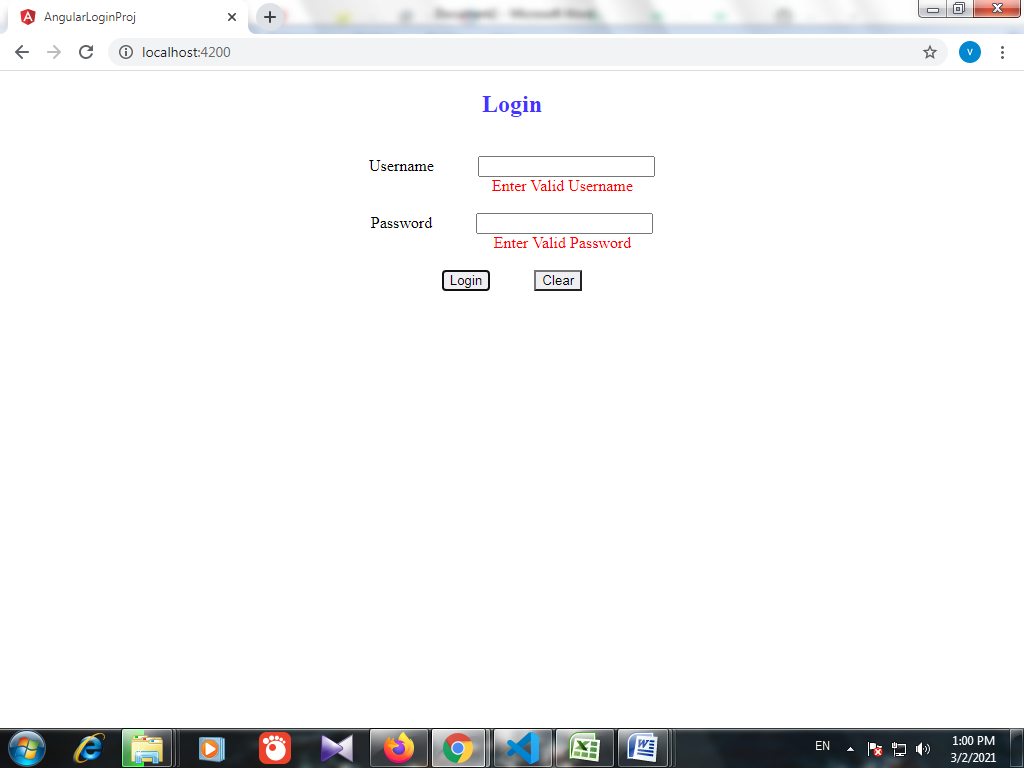 AngularLoginProj
localhost:4200
Login
Username
Enter Valid Username
Password
Enter Valid Password
Login Clear
EN
1:00 PM
3/2/2021